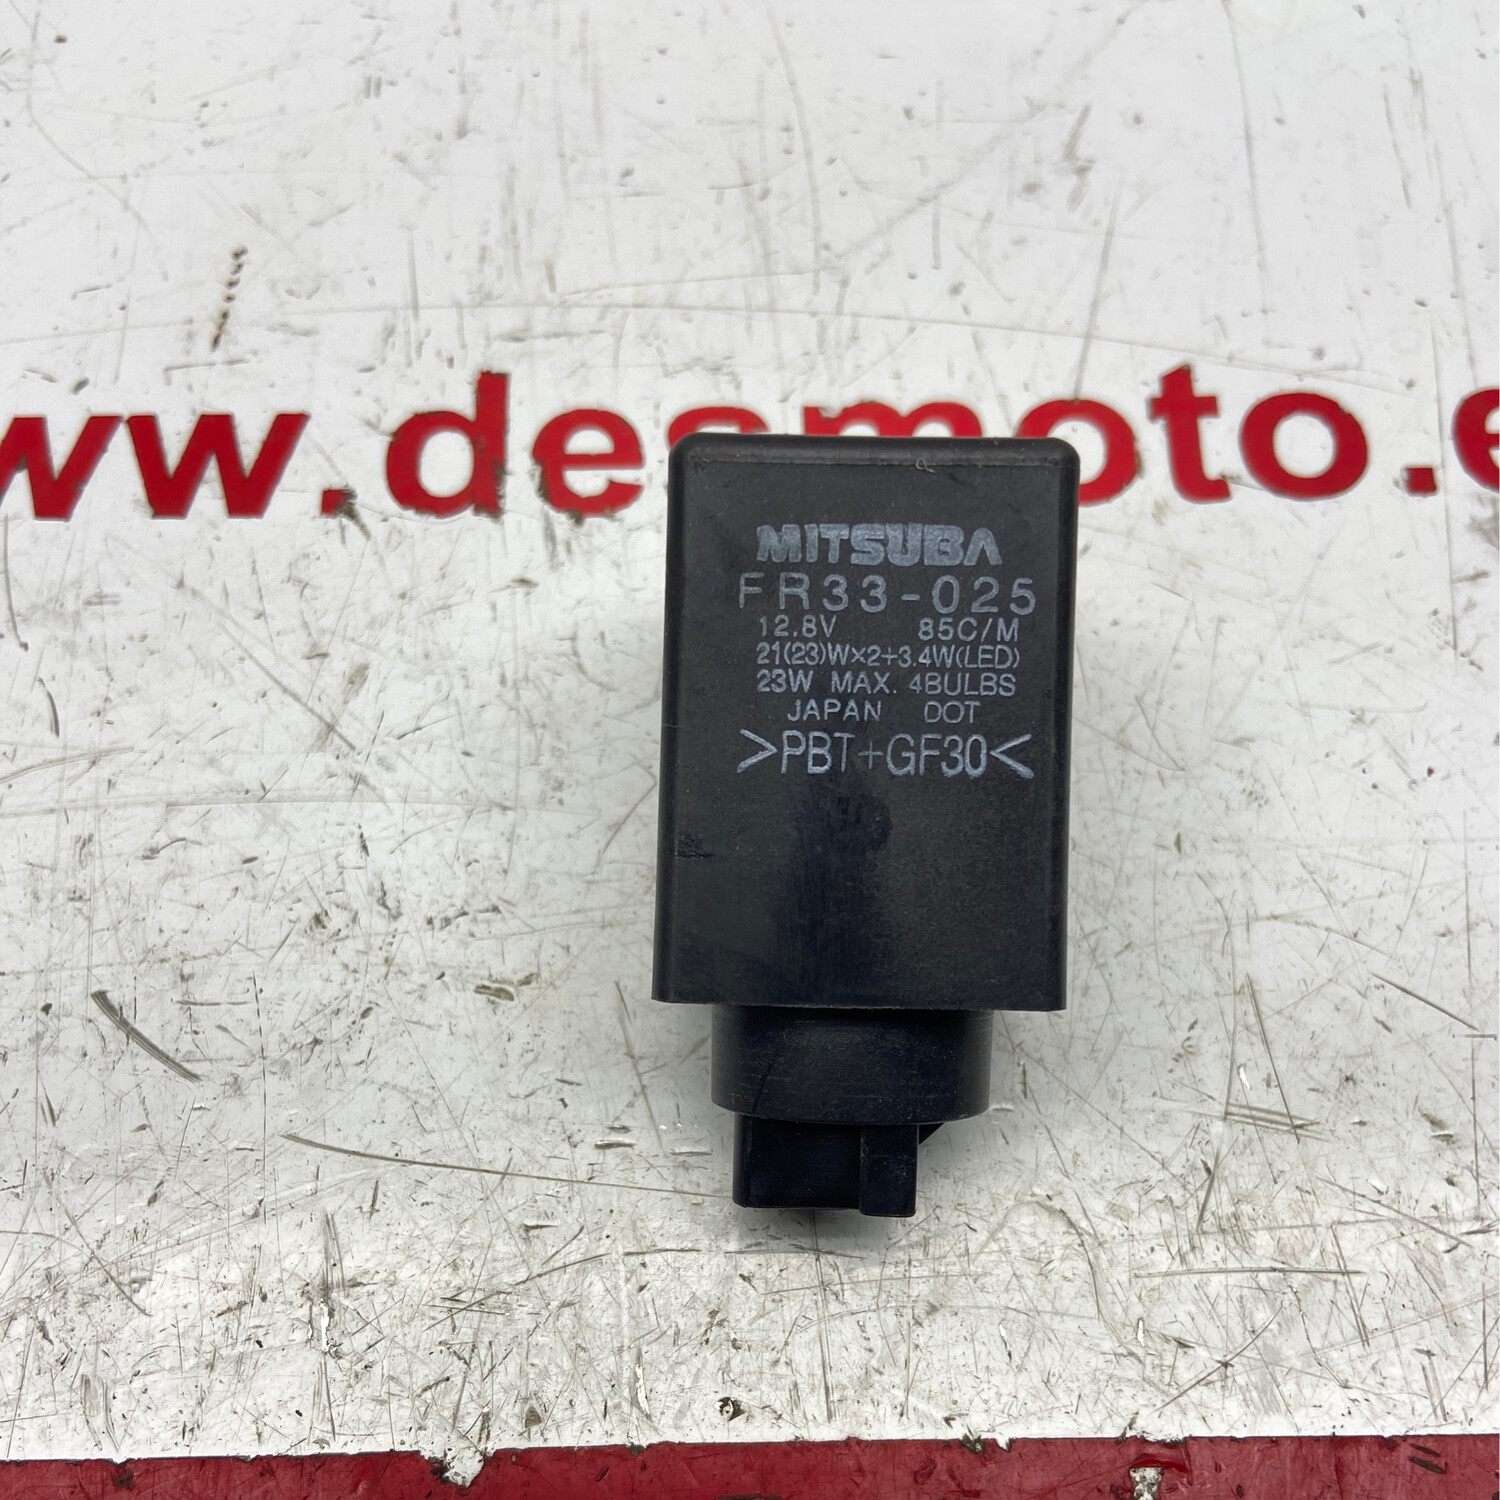 ww.desmoto.e
MITSUBA
FR33-025
12.8V 85C/M
21(23)W×2+3.4W(LED)
23W MAX. 4BULBS
JAPAN DOT
>PBT+GF30<